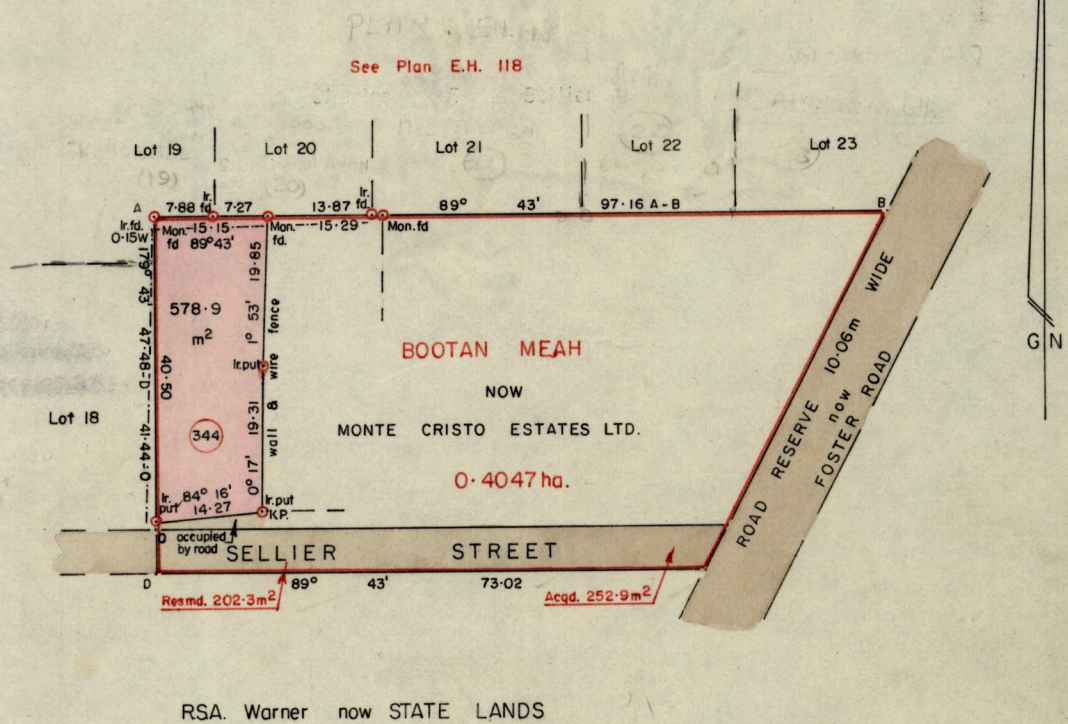 See Plan E.H. 118
Lot 19
Lot 20
Lot 21
Lot 22
Lot 23
A
7·88
Ir.
fd
7·27
13·87
Ir.
fd.
89° 43' 97·16 A-B
B
Ir.fd.
0·15W
Mon.
fd
15·15
89°43'
Mon.
fd.
15·29
Mon.fd
179° 43' 47·48-D
41·44-O
40·50
578·9
m²
344
1° 53' 19·85
Ir.put
0° 17' 19·31
wall & wire fence
BOOTAN MEAH
NOW
MONTE CRISTO ESTATES LTD.
0·4047ha.
Lot 18
G N
ROAD RESERVE 10·06m WIDE
now
FOSTER ROAD
Ir.
put
84° 16'
14·27
Ir.put
K.P.
O
occupied
by road
SELLIER STREET
D
89° 43' 73·02
Resmd. 202·3m²
Acqd. 252·9m²
RSA. Warner now STATE LANDS